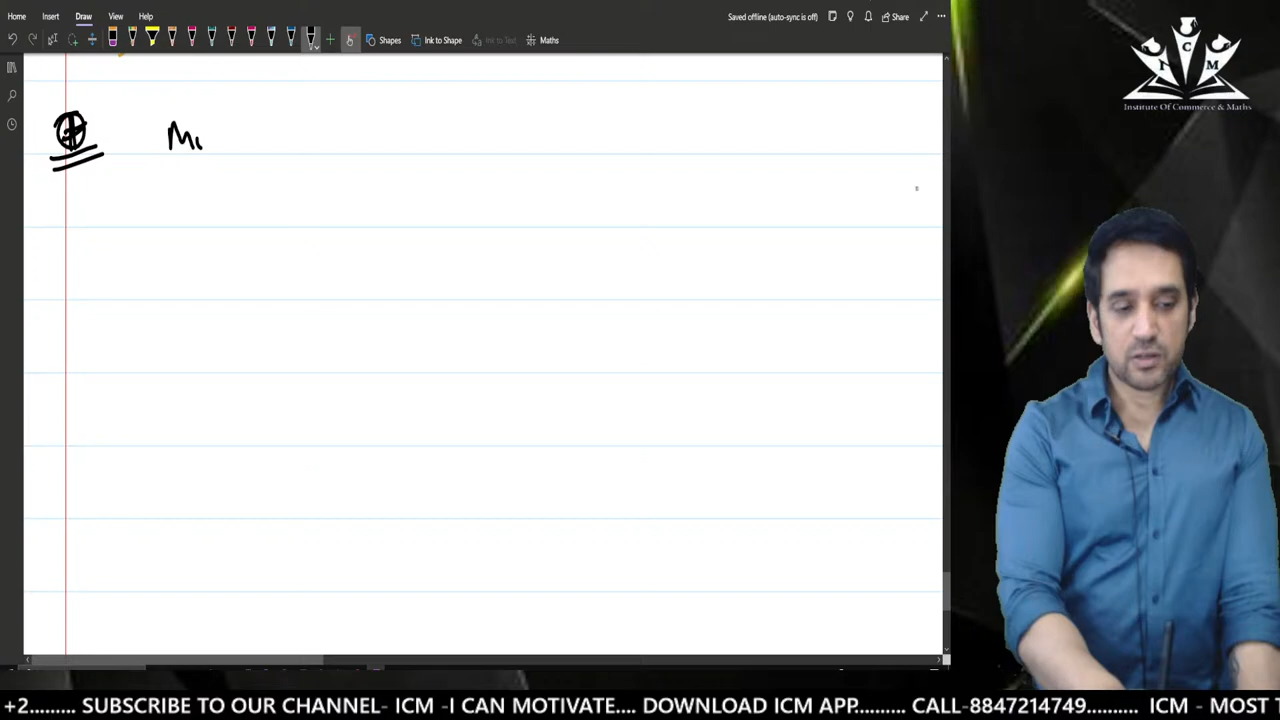 Home Insert Draw View Help Saved offline (auto-sync is off) Share
Shapes Ink to Shape Ink to Text Maths
I C M
Institute Of Commerce & Maths
+2......... SUBSCRIBE TO OUR CHANNEL- ICM -I CAN MOTIVATE.... DOWNLOAD ICM APP.......... CALL-8847214749.......... ICM - MOST